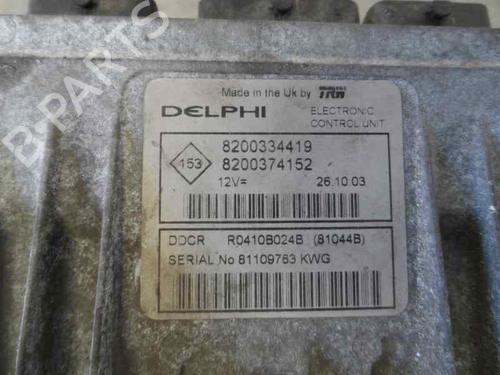 Made in the Uk by TRW
DELPHI ELECTRONIC
CONTROL UNIT
8200334419
153 8200374152
12V= 26.10.03
DDCR R0410B024B (81044B)
SERIAL No 81109763 KWG
B-PARTS